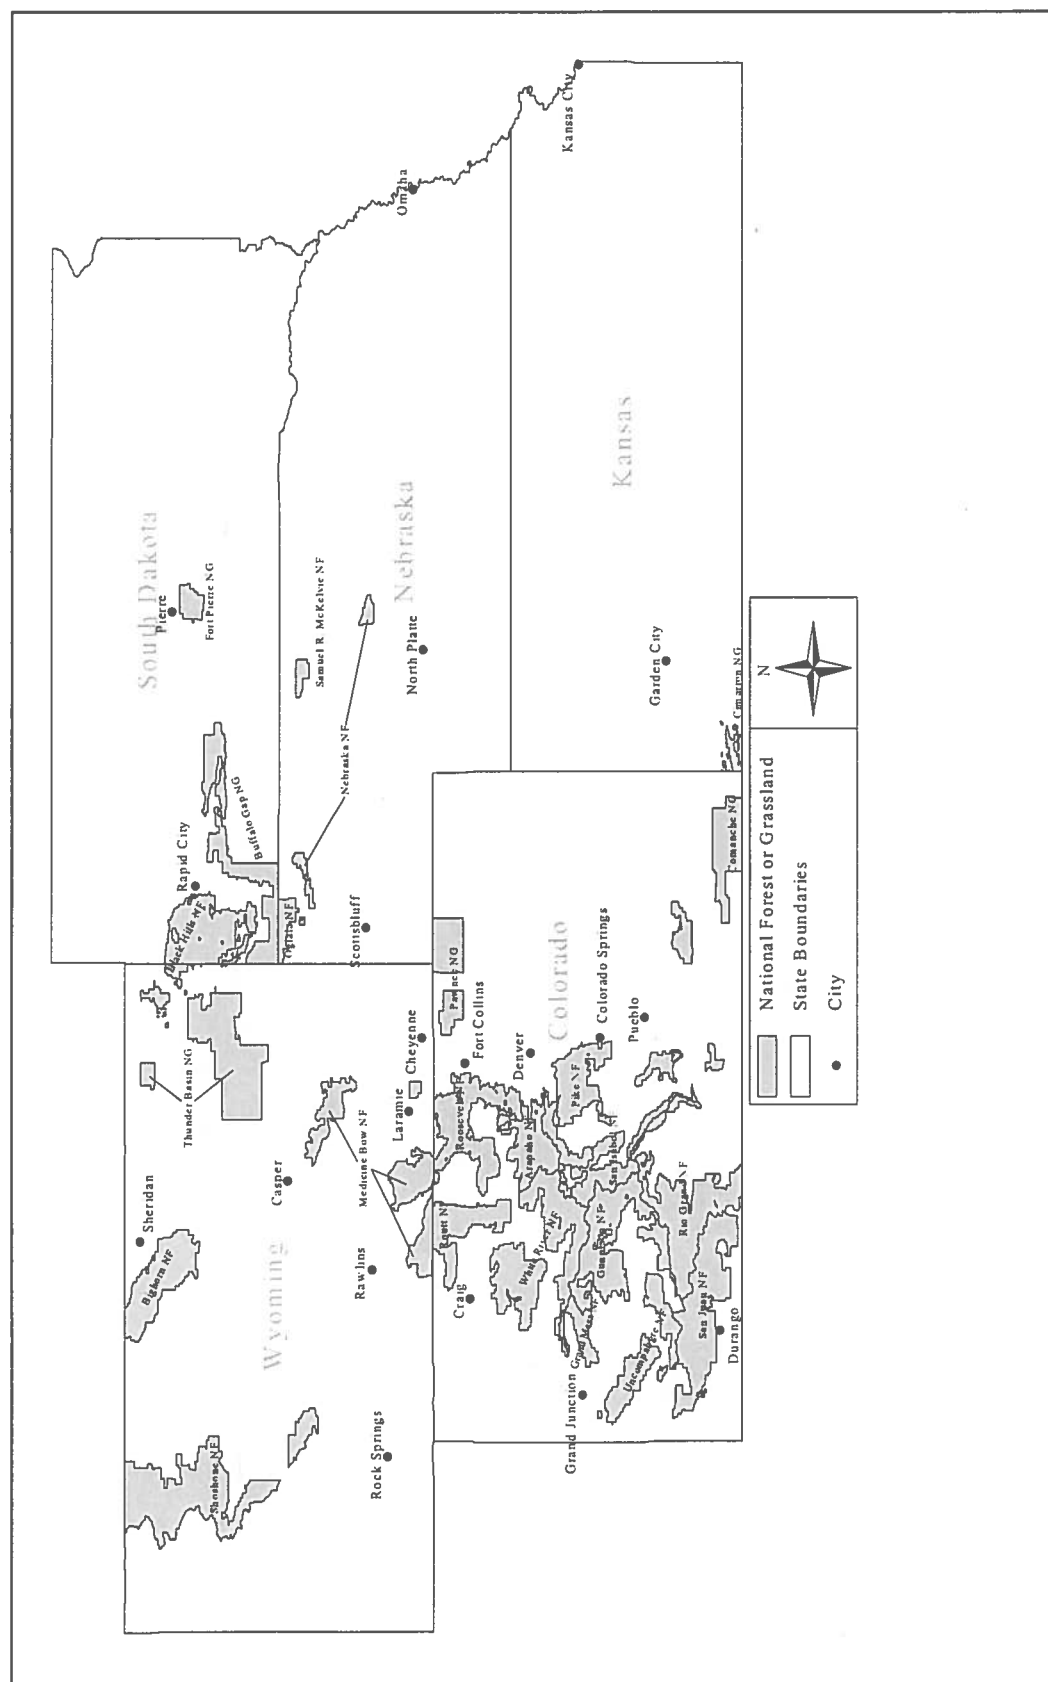 South Dakota
Pierre
Fort Pierre NG
Rapid City
Black Hills NF
Buffalo Gap NG
Oglala NF
Nebraska
Samuel R. McKelvie NF
Nebraska NF
North Platte
Scottsbluff
Omaha
Kansas
Kansas City
Garden City
Cimarron NG
Wyoming
Sheridan
Bighorn NF
Shoshone NF
Thunder Basin NG
Casper
Medicine Bow NF
Rawlins
Rock Springs
Laramie
Cheyenne
Colorado
Pawnee NG
Fort Collins
Roosevelt NF
Routt NF
Craig
Denver
Arapaho NF
White River NF
Pike NF
Colorado Springs
Pueblo
San Isabel NF
Gunnison NF
Grand Mesa NF
Grand Junction
Uncompahgre NF
Rio Grande NF
San Juan NF
Durango
Comanche NG
National Forest or Grassland
State Boundaries
City
N